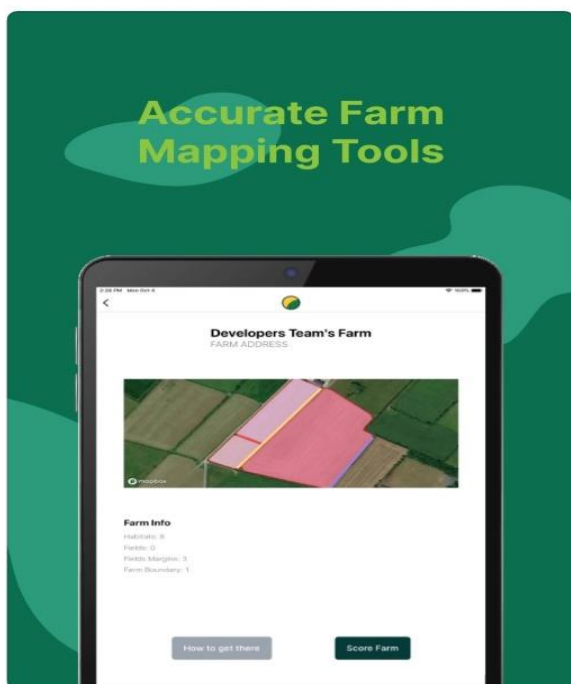 Accurate Farm
Mapping Tools
Developers Team's Farm
FARM ADDRESS
mapbox
Farm Info
Habitats: 8
Fields: 0
Fields Margins: 3
Farm Boundary: 1
How to get there
Score Farm